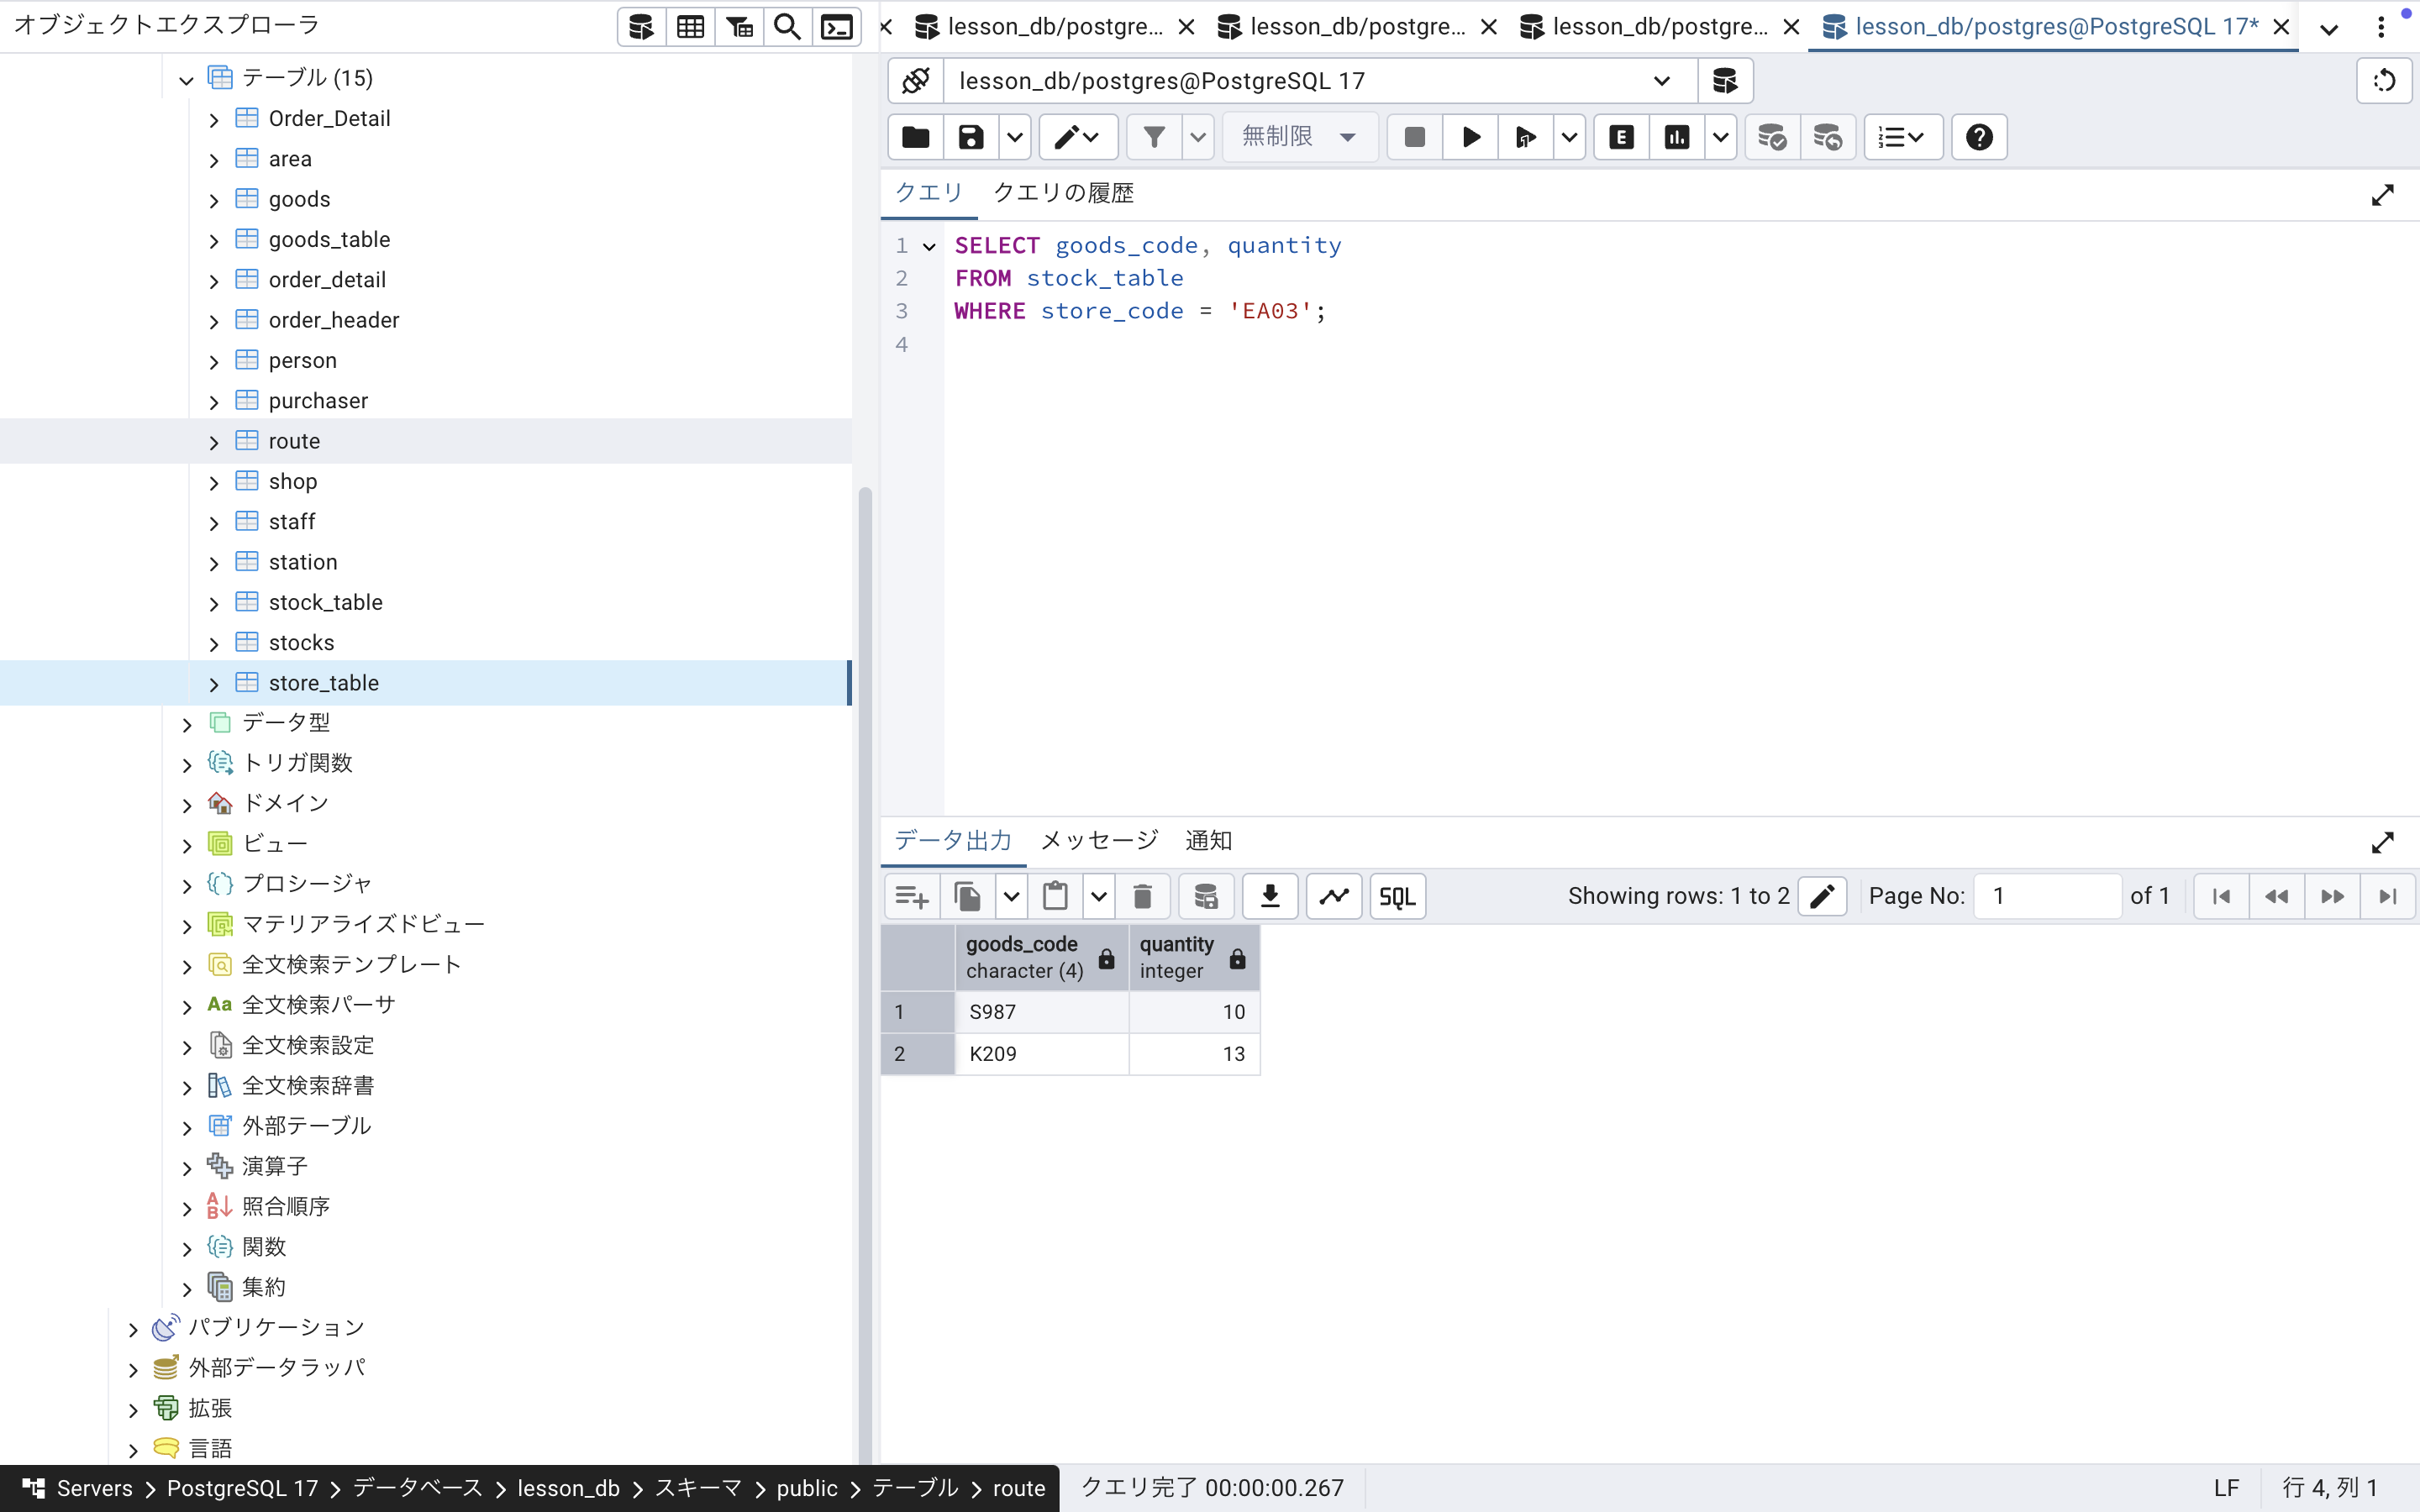 オブジェクトエクスプローラ
テーブル (15)
Order_Detail
area
goods
goods_table
order_detail
order_header
person
purchaser
route
shop
staff
station
stock_table
stocks
store_table
データ型
トリガ関数
ドメイン
ビュー
プロシージャ
マテリアライズドビュー
全文検索テンプレート
Aa 全文検索パーサ
全文検索設定
全文検索辞書
外部テーブル
演算子
照合順序
関数
集約
パブリケーション
外部データラッパ
拡張
言語
Servers > PostgreSQL 17 > データベース > lesson_db > スキーマ > public > テーブル > route
lesson_db/postgre... lesson_db/postgre... lesson_db/postgre... lesson_db/postgres@PostgreSQL 17*
lesson_db/postgres@PostgreSQL 17
無制限 E
クエリ クエリの履歴
1 SELECT goods_code, quantity
2 FROM stock_table
3 WHERE store_code = 'EA03';
4
データ出力 メッセージ 通知
SQL Showing rows: 1 to 2 Page No: 1 of 1
goods_code quantity
character (4) integer
1 S987 10
2 K209 13
クエリ完了 00:00:00.267 LF 行 4, 列 1